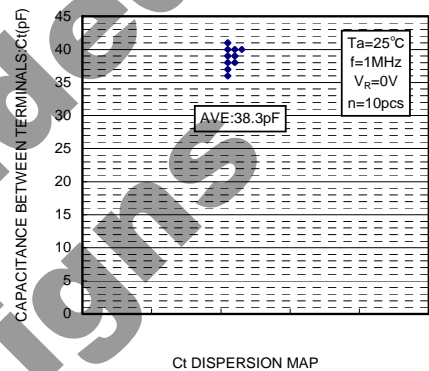 CAPACITANCE BETWEEN TERMINALS:Ct(pF)
45
40
35
30
25
20
15
10
5
0
Ta=25°C
f=1MHz
VR=0V
n=10pcs
AVE:38.3pF
Ct DISPERSION MAP